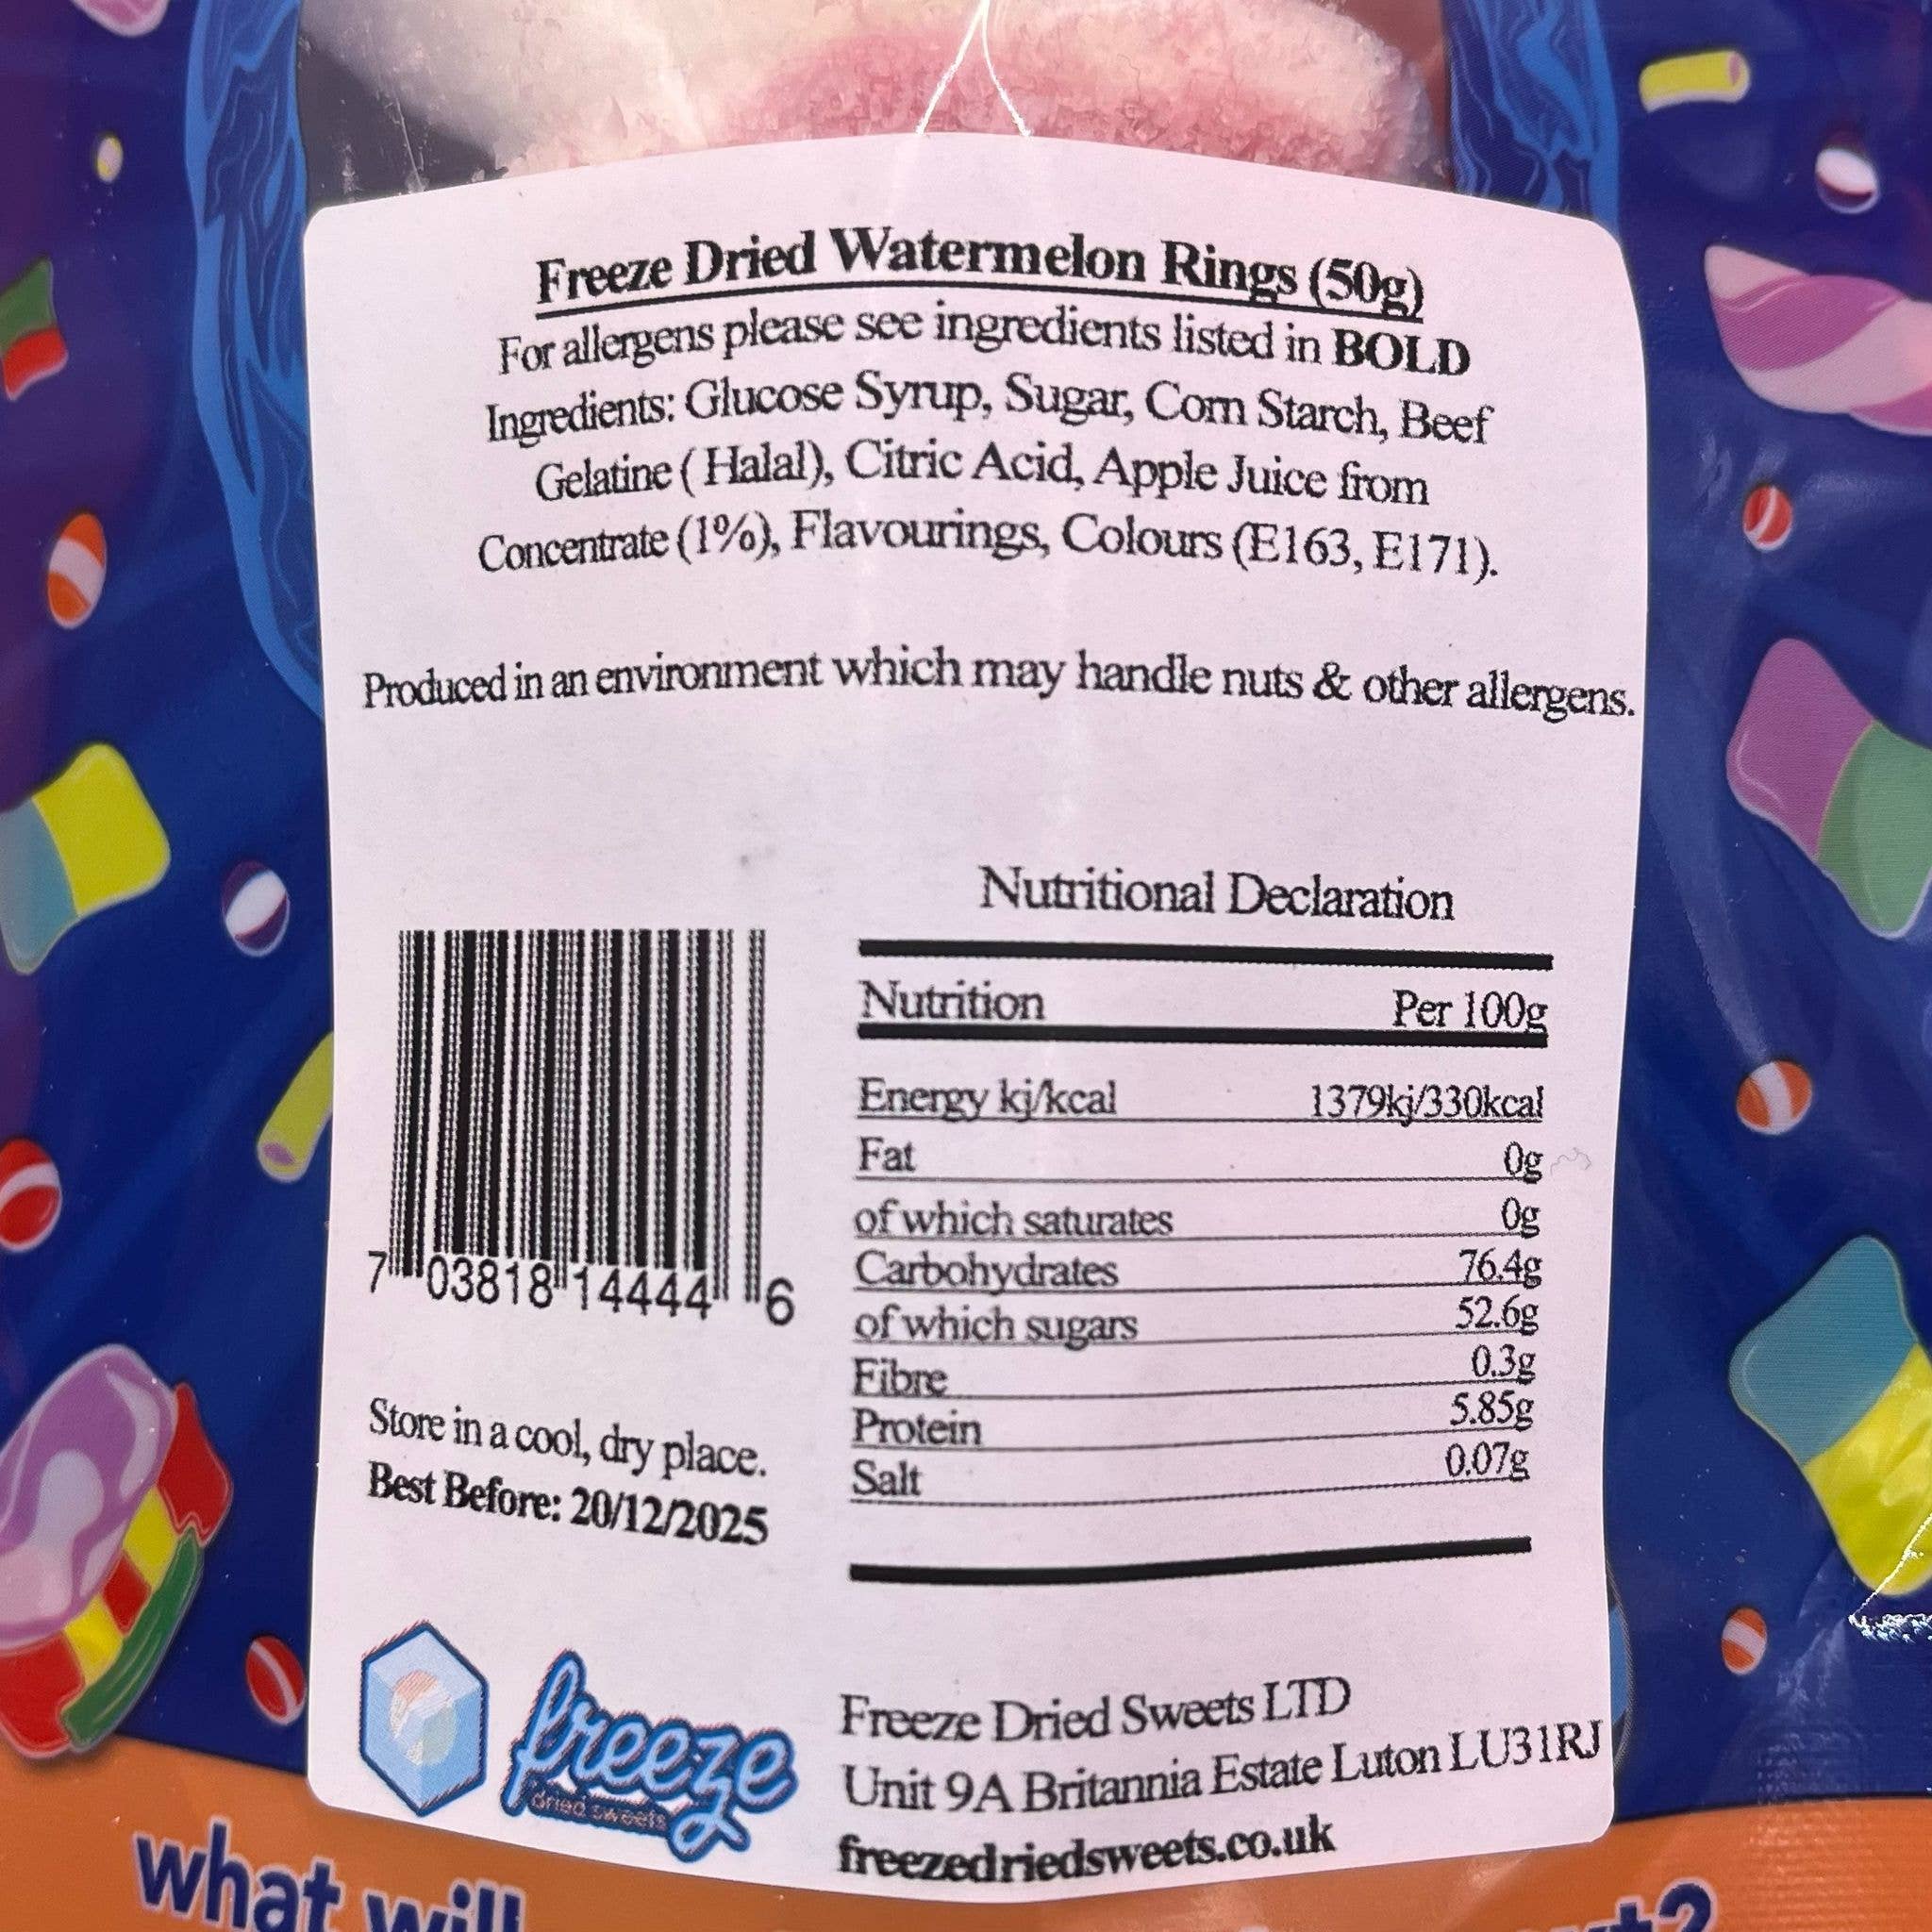 Freeze Dried Watermelon Rings (50g)
For allergens please see ingredients listed in BOLD
Ingredients: Glucose Syrup, Sugar, Corn Starch, Beef
Gelatine ( Halal), Citric Acid, Apple Juice from
Concentrate (1%), Flavourings, Colours (E163, E171).
Produced in an environment which may handle nuts & other allergens.
Nutritional Declaration
Nutrition Per 100g
Energy kj/kcal 1379kj/330kcal
Fat 0g
of which saturates 0g
Carbohydrates 76.4g
of which sugars 52.6g
Fibre 0.3g
Protein 5.85g
Salt 0.07g
7 03818 14444 6
Store in a cool, dry place.
Best Before: 20/12/2025
freeze
dried sweets
Freeze Dried Sweets LTD
Unit 9A Britannia Estate Luton LU31RJ
freezedriedsweets.co.uk
what will